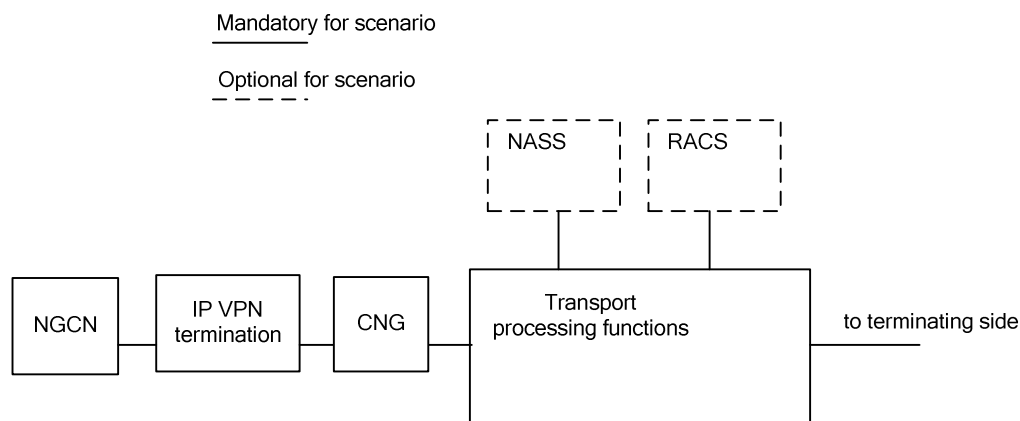 Mandatory for scenario
Optional for scenario
NASS
RACS
NGCN
IP VPN
termination
CNG
Transport
processing functions
to terminating side